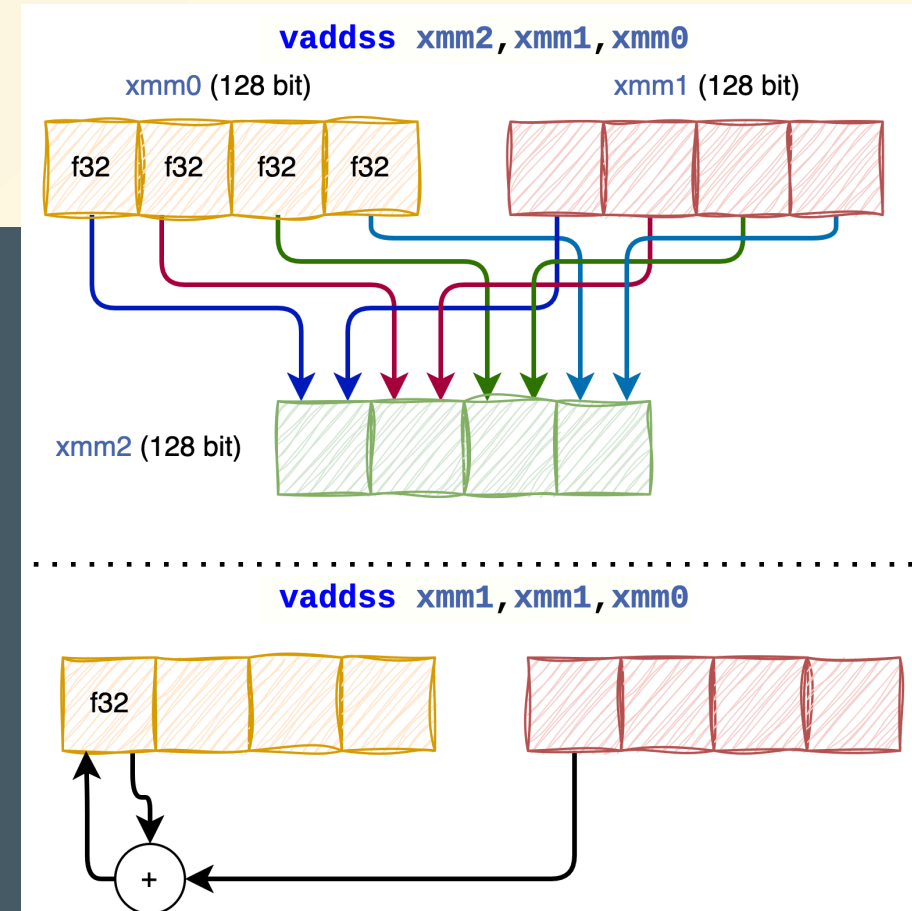 vaddss xmm2,xmm1,xmm0
xmm0 (128 bit) xmm1 (128 bit)
f32 f32 f32 f32
xmm2 (128 bit)
vaddss xmm1,xmm1,xmm0
f32
+